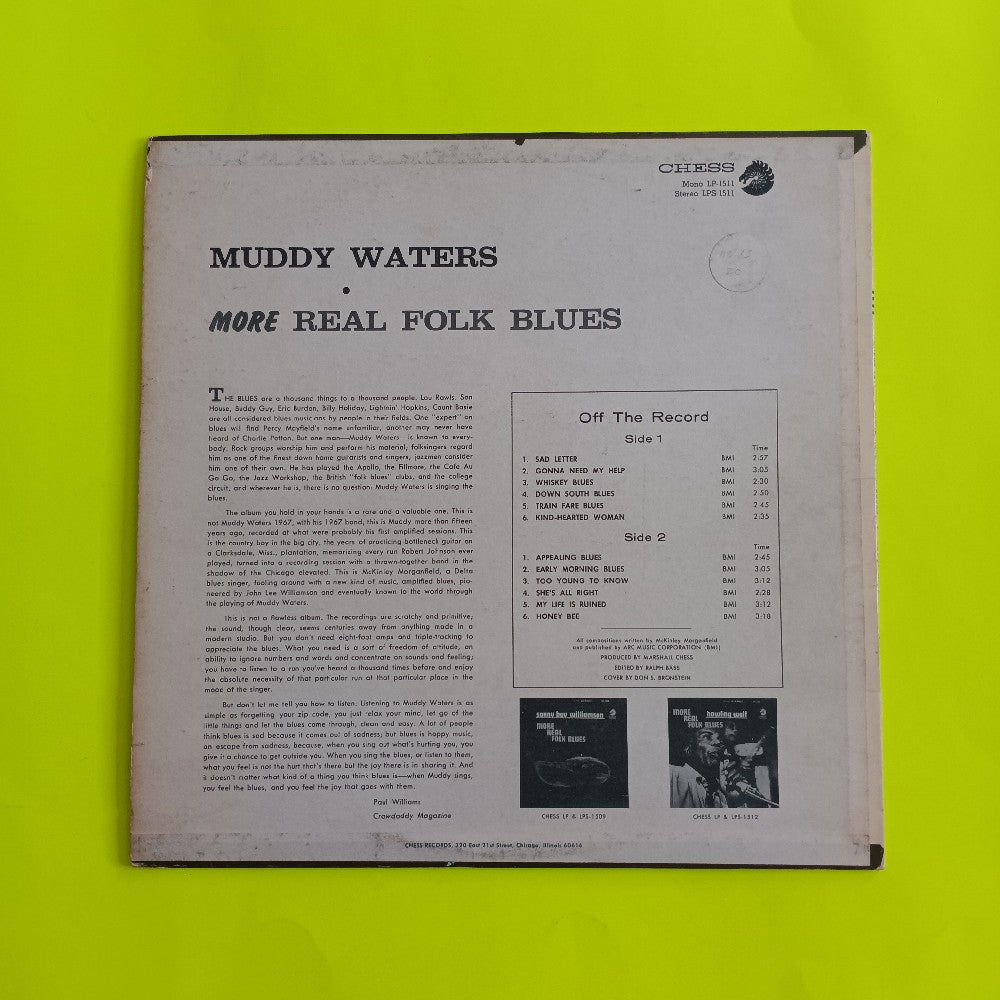 CHESS
Mono LP-1511
Stereo LPS-1511
MUDDY WATERS
MORE REAL FOLK BLUES
THE BLUES are a thousand things to a thousand people. Lou Rawls, Son
House, Buddy Guy, Eric Burdon, Billy Holiday, Lightnin' Hopkins, Count Basie
are all considered blues musicians by people in their fields. One "expert" on
blues will find Percy Mayfield's name unfamiliar, another may never have
heard of Charlie Patton. But one man—Muddy Waters—is known to every-
body. Rock groups worship him and perform his material, folksingers regard
him as one of the finest down home guitarists and singers, jazzmen consider
him one of their own. He has played the Apollo, the Fillmore, the Cafe Au
Go Go, the Jazz Workshop, the British "folk blues" clubs, and the college
circuit, and wherever he is, there is no question: Muddy Waters is singing the
blues.
The album you hold in your hands is a rare and a valuable one. This is
not Muddy Waters 1967, with his 1967 band, this is Muddy more than fifteen
years ago, recorded at what were probably his first amplified sessions. This
is the country boy in the big city, the years of practicing bottleneck guitar on
a Clarksdale, Miss., plantation, memorizing every run Robert Johnson ever
played, turned into a recording session with a thrown-together band in the
shadow of the Chicago elevated. This is McKinley Morganfield, a Delta
blues singer, fooling around with a new kind of music, amplified blues, pio-
neered by John Lee Williamson and eventually known to the world through
the playing of Muddy Waters.
This is not a flawless album. The recordings are scratchy and primitive;
the sound, though clear, seems centuries away from anything made in a
modern studio. But you don't need eight-foot amps and triple-tracking to
appreciate the blues. What you need is a sort of freedom of attitude, an
ability to ignore numbers and words and concentrate on sounds and feeling;
you have to listen to a run you've heard a thousand times before and enjoy
the absolute necessity of that particular run at that particular place in the
mood of the singer.
But don't let me tell you how to listen. Listening to Muddy Waters is as
simple as forgetting your zip code, you just relax your mind, let go of the
little things and let the blues come through, clean and easy. A lot of people
think blues is sad because it comes out of sadness; but blues is happy music,
an escape from sadness, because, when you sing out what's hurting you, you
give it a chance to get outside you. When you sing the blues, or listen to them,
what you feel is not the hurt that's there but the joy there is in sharing it. And
it doesn't matter what kind of a thing you think blues is—when Muddy sings,
you feel the blues, and you feel the joy that goes with them.
Paul Williams
Crawdaddy Magazine
Off The Record
Side 1
Time
1. SAD LETTER BMI 2:57
2. GONNA NEED MY HELP BMI 3:05
3. WHISKEY BLUES BMI 2:30
4. DOWN SOUTH BLUES BMI 2:50
5. TRAIN FARE BLUES BMI 2:45
6. KIND-HEARTED WOMAN BMI 2:35
Side 2
Time
1. APPEALING BLUES BMI 2:45
2. EARLY MORNING BLUES BMI 3:05
3. TOO YOUNG TO KNOW BMI 3:12
4. SHE'S ALL RIGHT BMI 2:28
5. MY LIFE IS RUINED BMI 3:12
6. HONEY BEE BMI 3:18
All compositions written by McKinley Morganfield
and published by ARC MUSIC CORPORATION (BMI)
PRODUCED BY MARSHALL CHESS
EDITED BY RALPH BASS
COVER BY DON S. BRONSTEIN
sonny boy williamson
MORE
REAL
FOLK BLUES
CHESS LP & LPS-1509
howling wolf
MORE
REAL
FOLK BLUES
CHESS LP & LPS-1512
CHESS RECORDS, 320 East 21st Street, Chicago, Illinois 60616